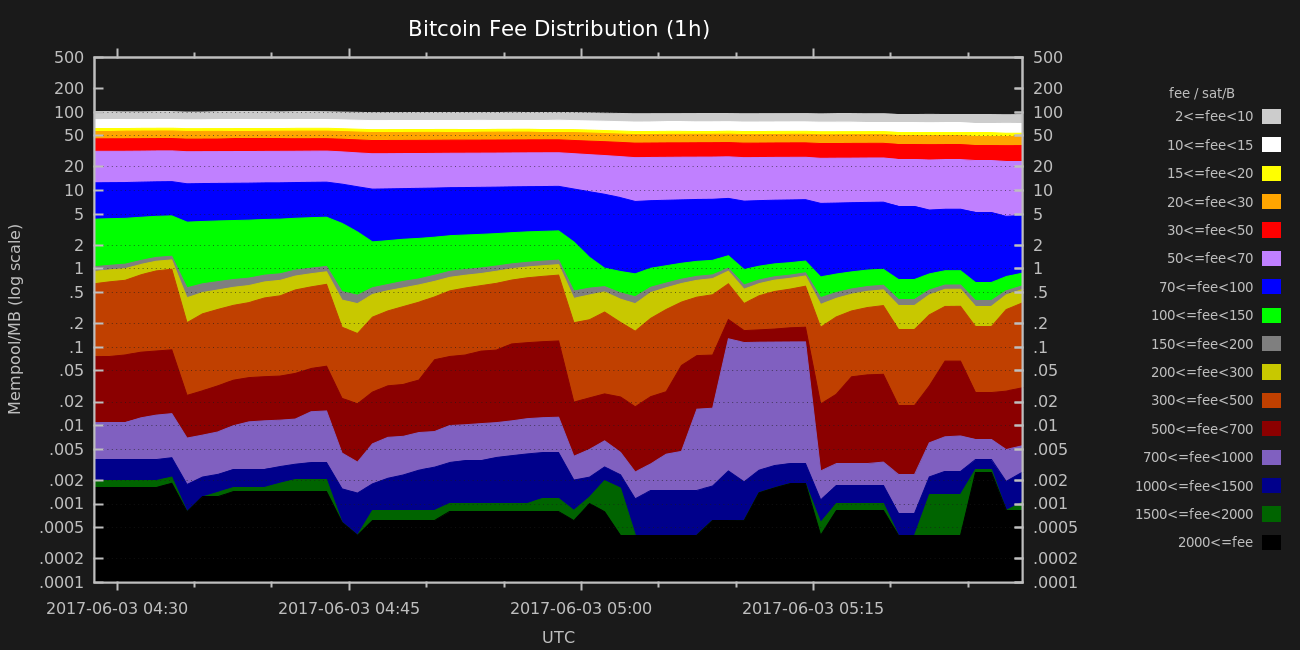 Bitcoin Fee Distribution (1h)
500 500
200 200
100 100
50 50
20 20
10 10
5 5
2 2
1 1
.5 .5
.2 .2
.1 .1
.05 .05
.02 .02
.01 .01
.005 .005
.002 .002
.001 .001
.0005 .0005
.0002 .0002
.0001 .0001
Mempool/MB (log scale)
2017-06-03 04:30 2017-06-03 04:45 2017-06-03 05:00 2017-06-03 05:15
UTC
fee / sat/B
2<=fee<10
10<=fee<15
15<=fee<20
20<=fee<30
30<=fee<50
50<=fee<70
70<=fee<100
100<=fee<150
150<=fee<200
200<=fee<300
300<=fee<500
500<=fee<700
700<=fee<1000
1000<=fee<1500
1500<=fee<2000
2000<=fee